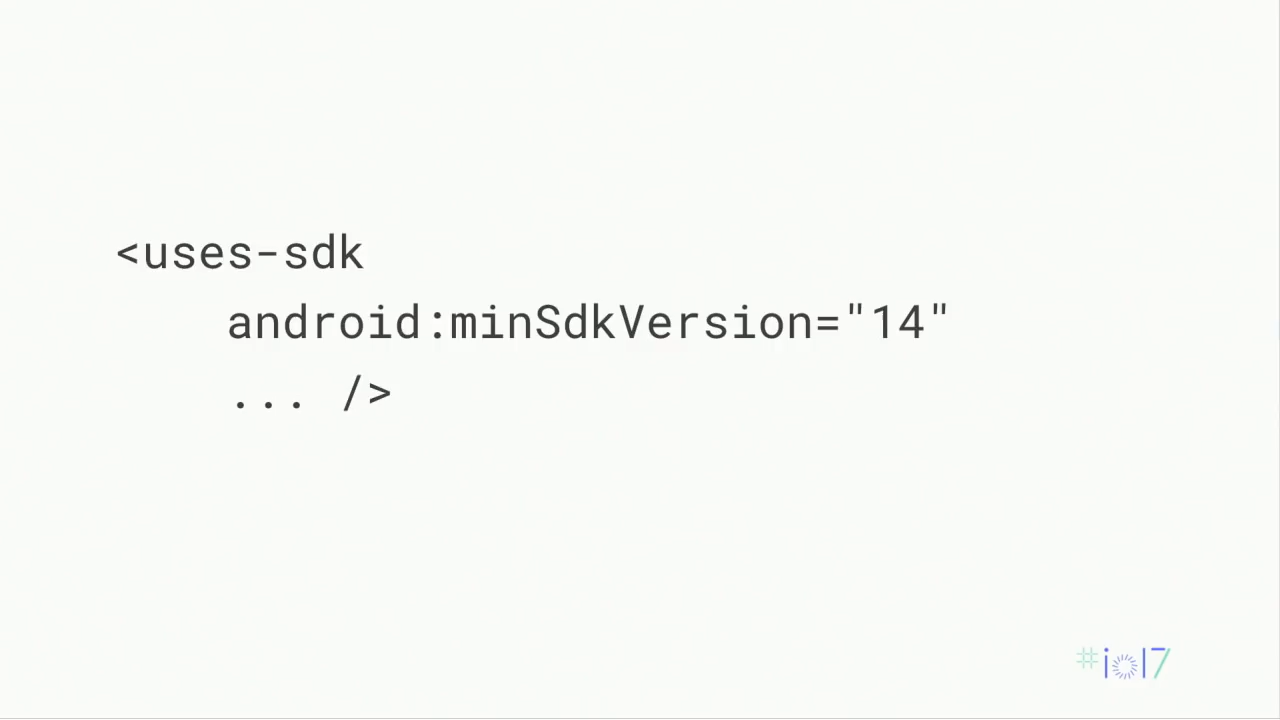 <uses-sdk
android:minSdkVersion="14"
... />
#io17